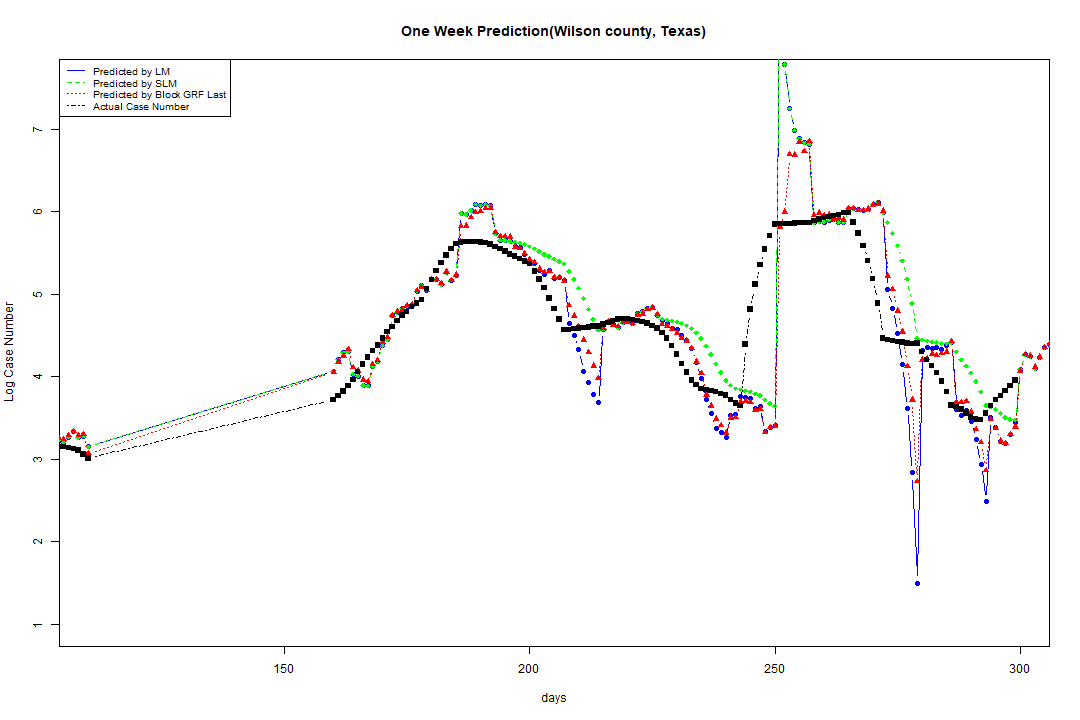 One Week Prediction(Wilson county, Texas)
Predicted by LM
Predicted by SLM
Predicted by Block GRF Last
Actual Case Number
7
6
5
4
3
2
1
Log Case Number
150
200
250
300
days